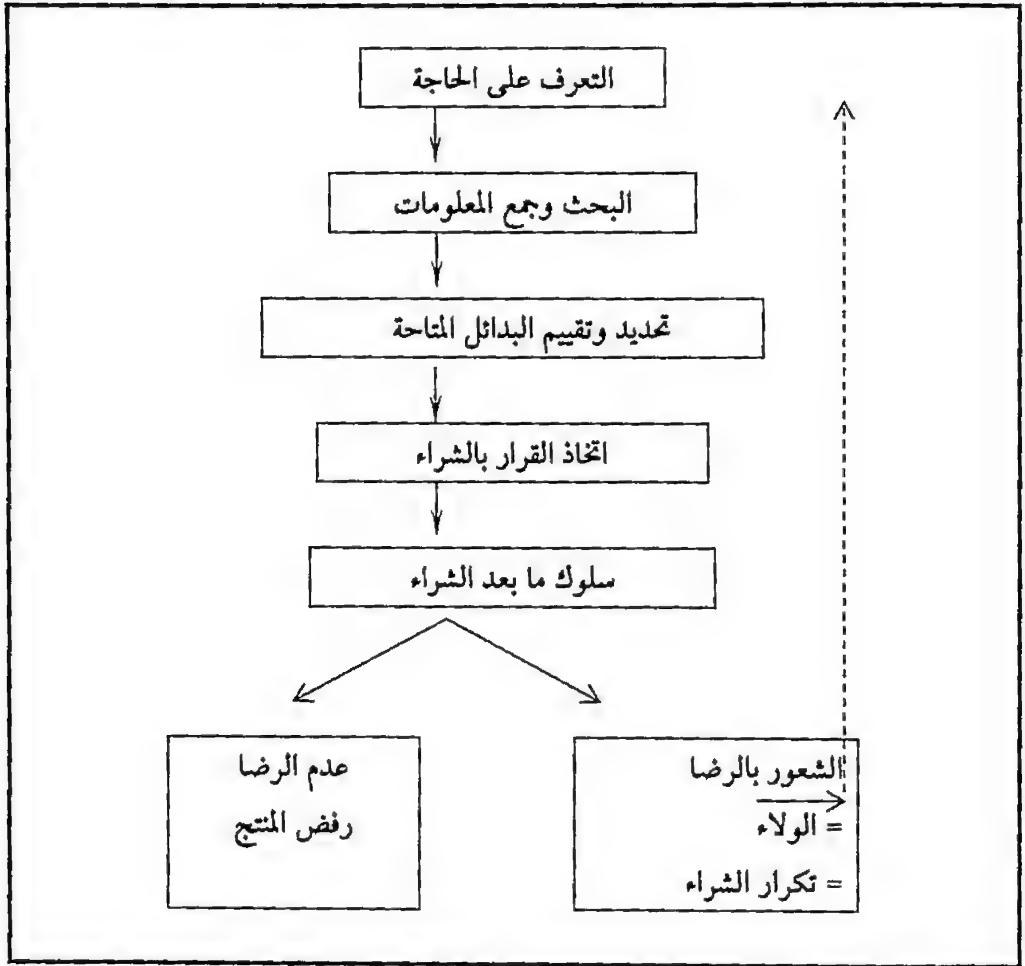 التعرف على الحاجة
البحث وجمع المعلومات
تحديد وتقييم البدائل المتاحة
اتخاذ القرار بالشراء
سلوك ما بعد الشراء
الشعور بالرضا
= الولاء
= تكرار الشراء
عدم الرضا
رفض المنتج